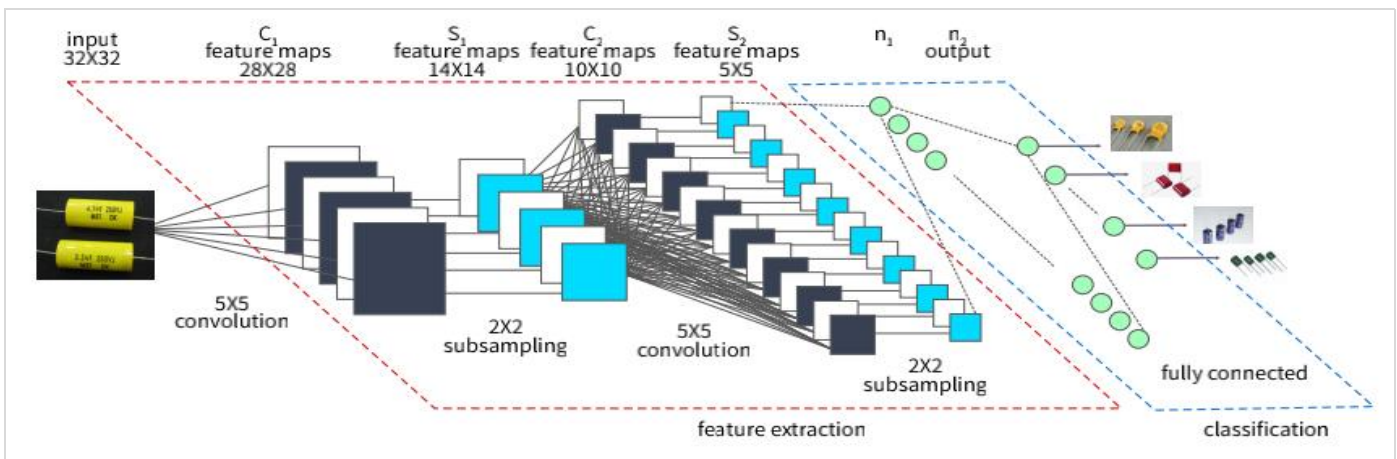 input
32X32
C₁
feature maps
28X28
S₁
feature maps
14X14
C₂
feature maps
10X10
S₂
feature maps
5X5
n₁
n₂
output
5X5
convolution
2X2
subsampling
5X5
convolution
2X2
subsampling
fully connected
feature extraction
classification